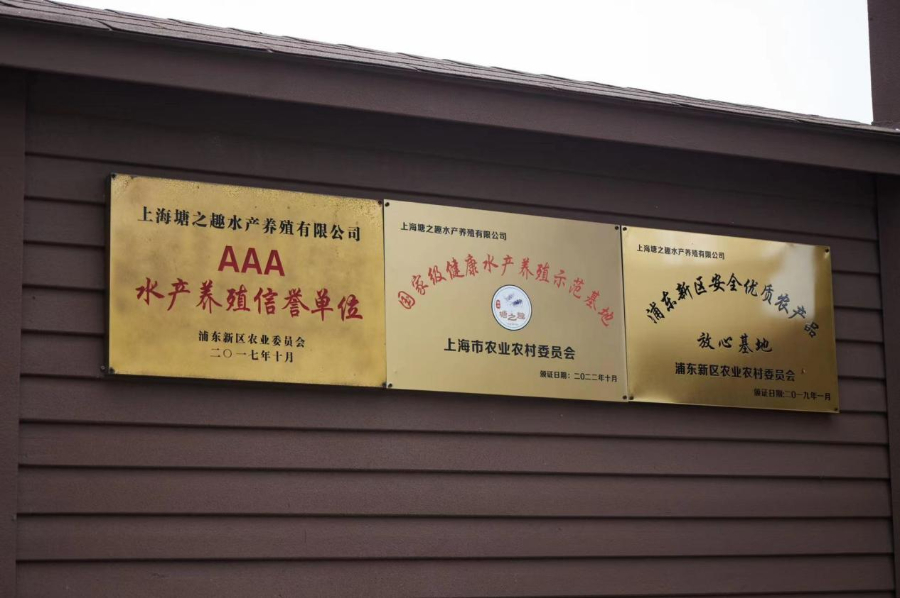 上海塘之趣水产养殖有限公司
AAA
水产养殖信誉单位
浦东新区农业委员会
二〇一七年十月
上海塘之趣水产养殖有限公司
国家级健康水产养殖示范基地
塘之趣
上海市农业农村委员会
颁证日期：二〇二二年十月
上海塘之趣水产养殖有限公司
浦东新区安全优质农产品
放心基地
浦东新区农业农村委员会
颁证日期:二〇一九年一月